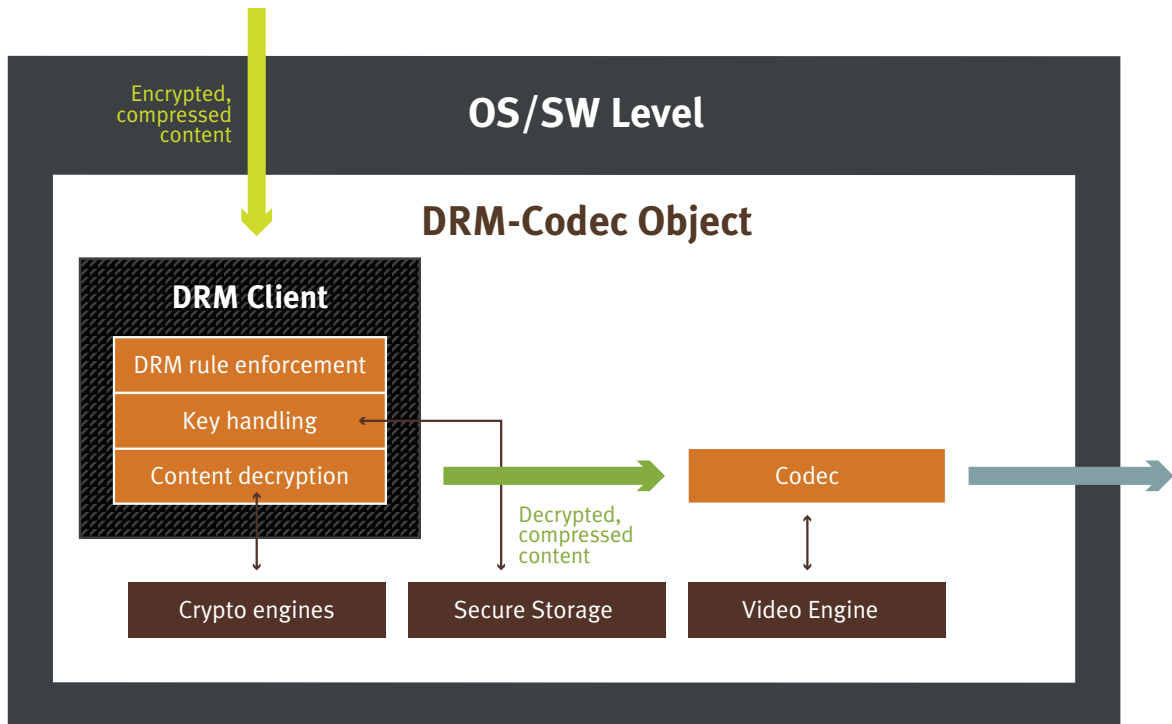 Encrypted,
compressed
content
OS/SW Level
DRM-Codec Object
DRM Client
DRM rule enforcement
Key handling
Content decryption
Codec
Decrypted,
compressed
content
Crypto engines
Secure Storage
Video Engine